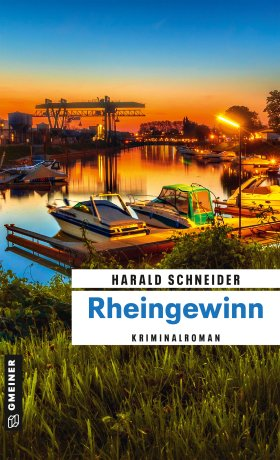 HARALD SCHNEIDER
Rheingewinn
KRIMINALROMAN
GMEINER